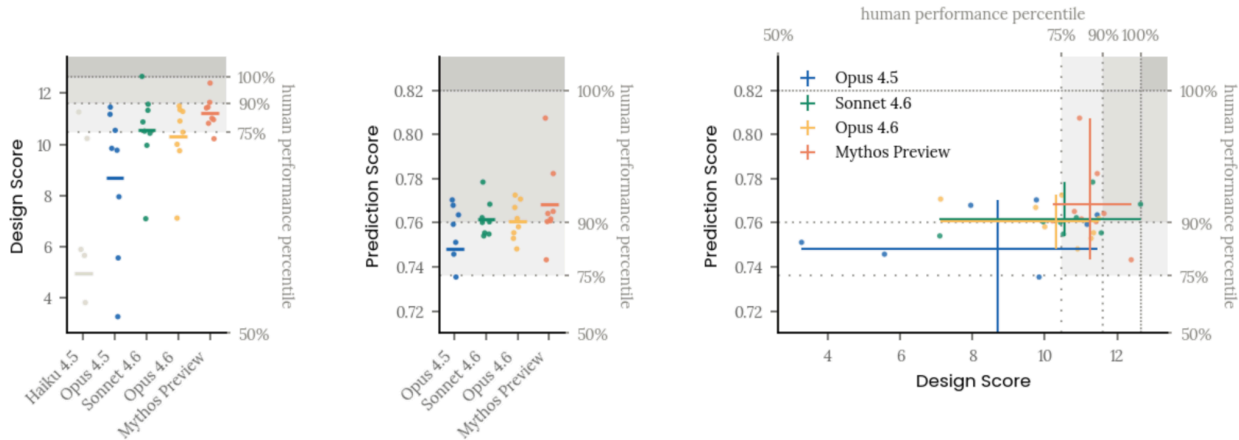 Design Score
12
10
8
6
4
100%
90%
75%
50%
human performance percentile
Haiku 4.5
Opus 4.5
Sonnet 4.6
Opus 4.6
Mythos Preview
Prediction Score
0.82
0.80
0.78
0.76
0.74
0.72
100%
90%
75%
50%
human performance percentile
Opus 4.5
Sonnet 4.6
Opus 4.6
Mythos Preview
human performance percentile
50% 75% 90% 100%
Opus 4.5
Sonnet 4.6
Opus 4.6
Mythos Preview
Prediction Score
0.82
0.80
0.78
0.76
0.74
0.72
100%
90%
75%
50%
human performance percentile
4 6 8 10 12
Design Score